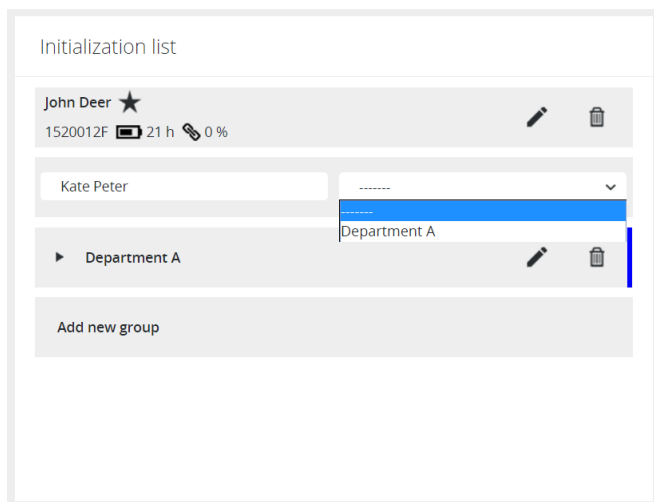 Initialization list
John Deer
1520012F 21 h 0 %
Kate Peter
-------
-------
Department A
Department A
Add new group